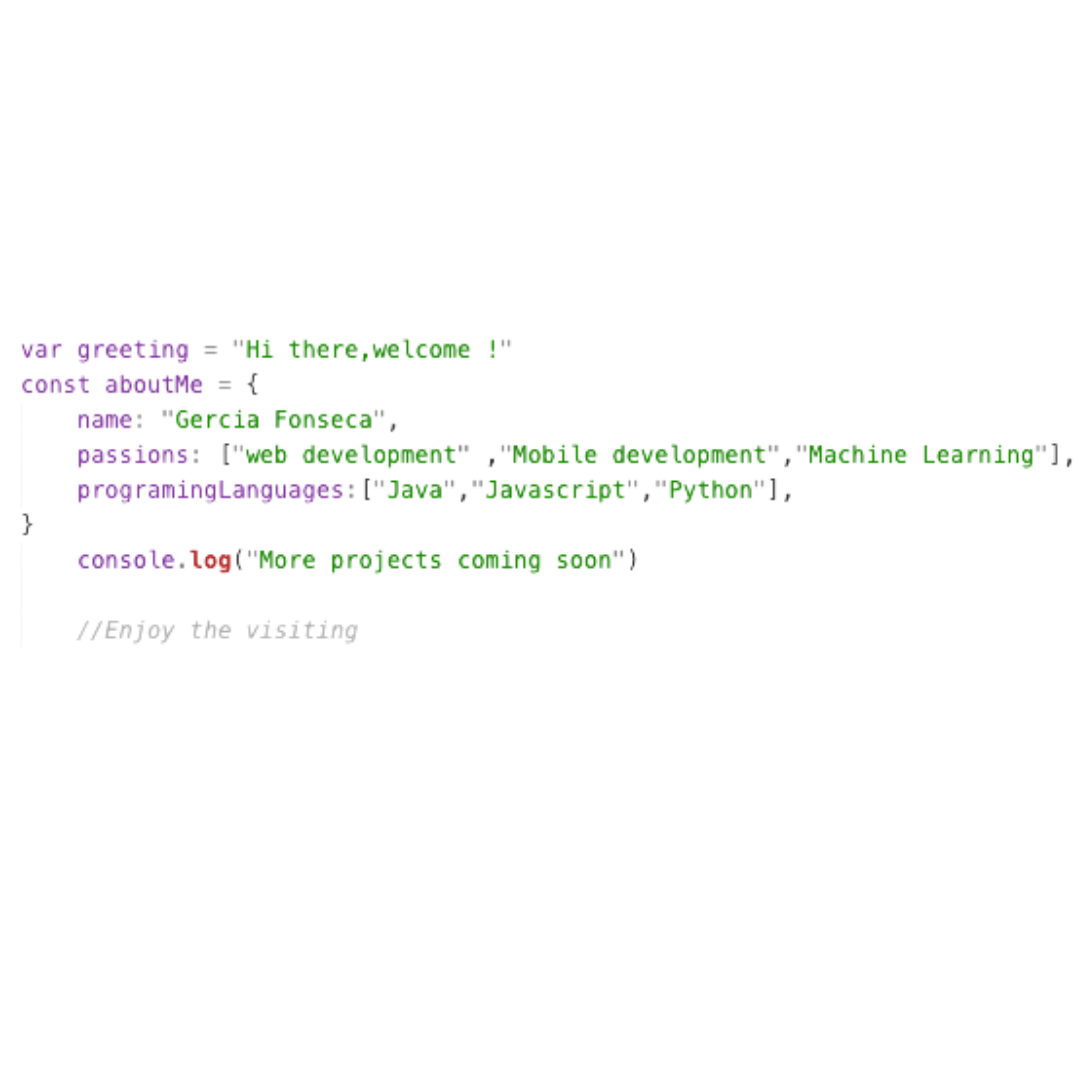 var greeting = "Hi there,welcome !"
const aboutMe = {
    name: "Gercia Fonseca",
    passions: ["web development" ,"Mobile development","Machine Learning"],
    programingLanguages:["Java","Javascript","Python"],
}
    console.log("More projects coming soon")
    //Enjoy the visiting